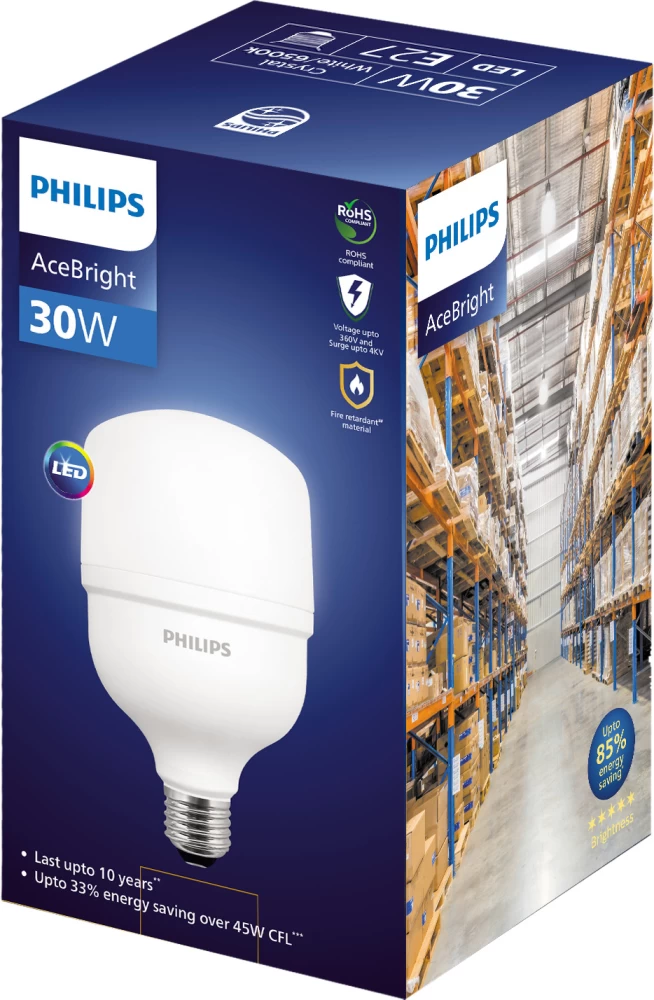 LED
E27
30W
Crystal
White/6500k
PHILIPS
PHILIPS
AceBright
30W
RoHS
COMPLIANT
ROHS
compliant
Voltage upto
360V and
Surge upto 4KV
Fire retardant##
material
LED
PHILIPS
• Last upto 10 years**
• Upto 33% energy saving over 45W CFL***
PHILIPS
AceBright
Upto
85%
energy
saving*
Brightness